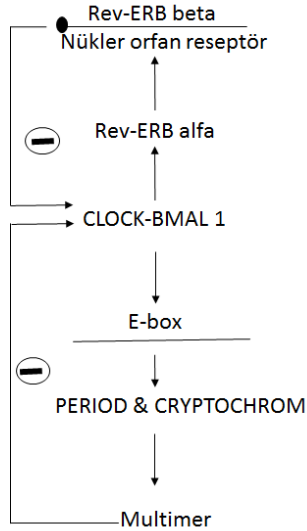 Rev-ERB beta
Nükler orfan reseptör
Rev-ERB alfa
CLOCK-BMAL 1
E-box
PERIOD & CRYPTOCHROM
Multimer